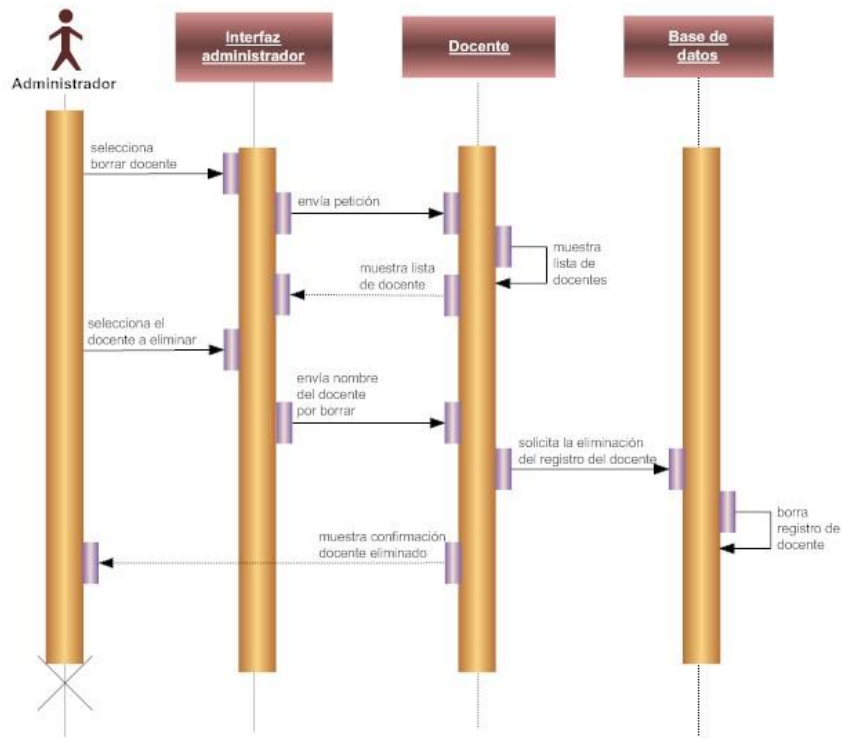 Administrador
Interfaz
administrador
Docente
Base de
datos
selecciona
borrar docente
envía petición
muestra
lista de
docentes
muestra lista
de docente
selecciona el
docente a eliminar
envía nombre
del docente
por borrar
solicita la eliminación
del registro del docente
borra
registro de
docente
muestra confirmación
docente eliminado